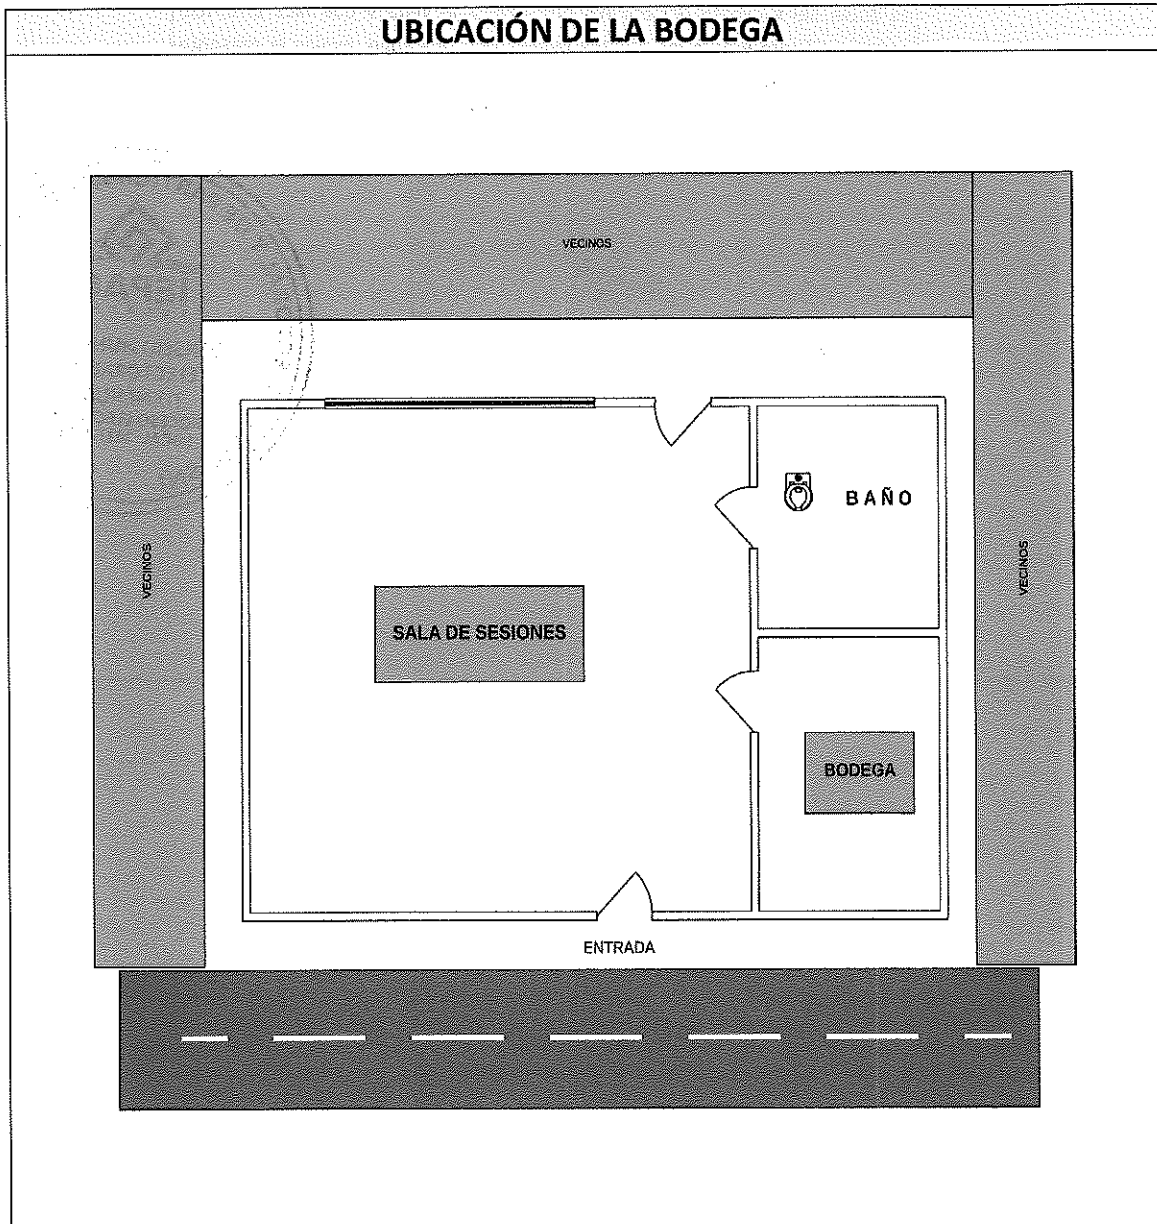 UBICACIÓN DE LA BODEGA
VECINOS
BAÑO
VECINOS
VECINOS
SALA DE SESIONES
BODEGA
ENTRADA